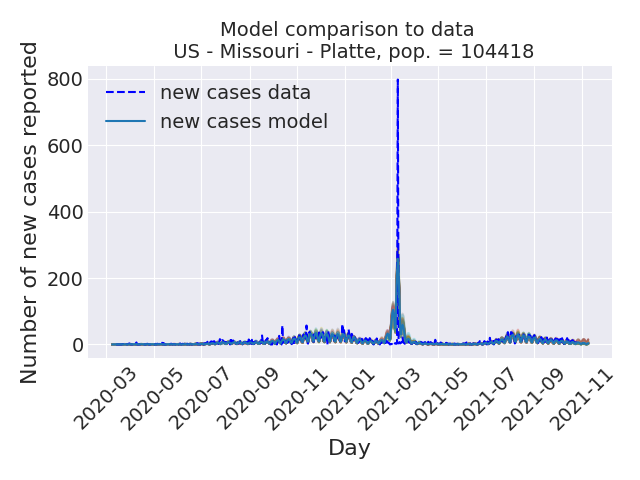 Model comparison to data
US - Missouri - Platte, pop. = 104418
Number of new cases reported
800
600
400
200
0
new cases data
new cases model
2020-03
2020-05
2020-07
2020-09
2020-11
2021-01
2021-03
2021-05
2021-07
2021-09
2021-11
Day